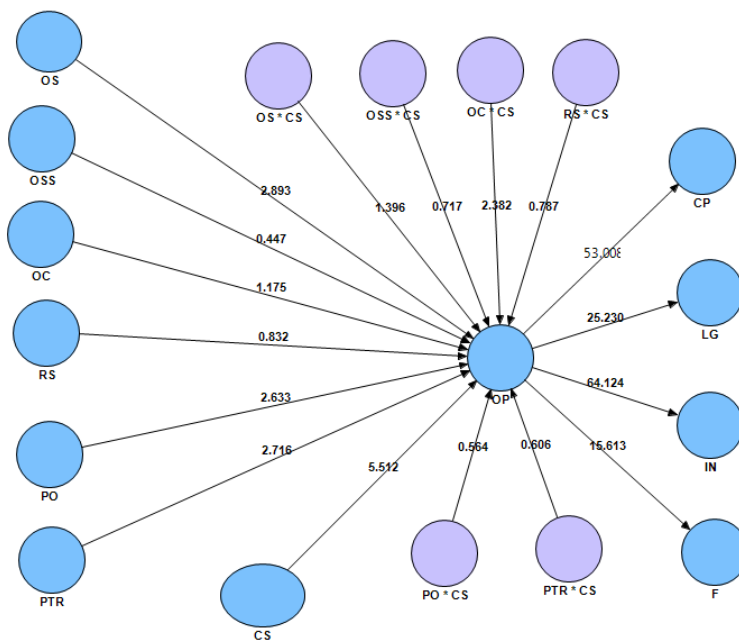 OS
OS * CS
OSS * CS
OC * CS
RS * CS
OSS
CP
2.893
1.396
0.717
2.382
0.787
OC
0.447
53.008
1.175
25.230
LG
RS
0.832
OP
64.124
2.633
PO
2.716
5.512
0.564
0.606
15.613
IN
PTR
PO * CS
PTR * CS
F
CS